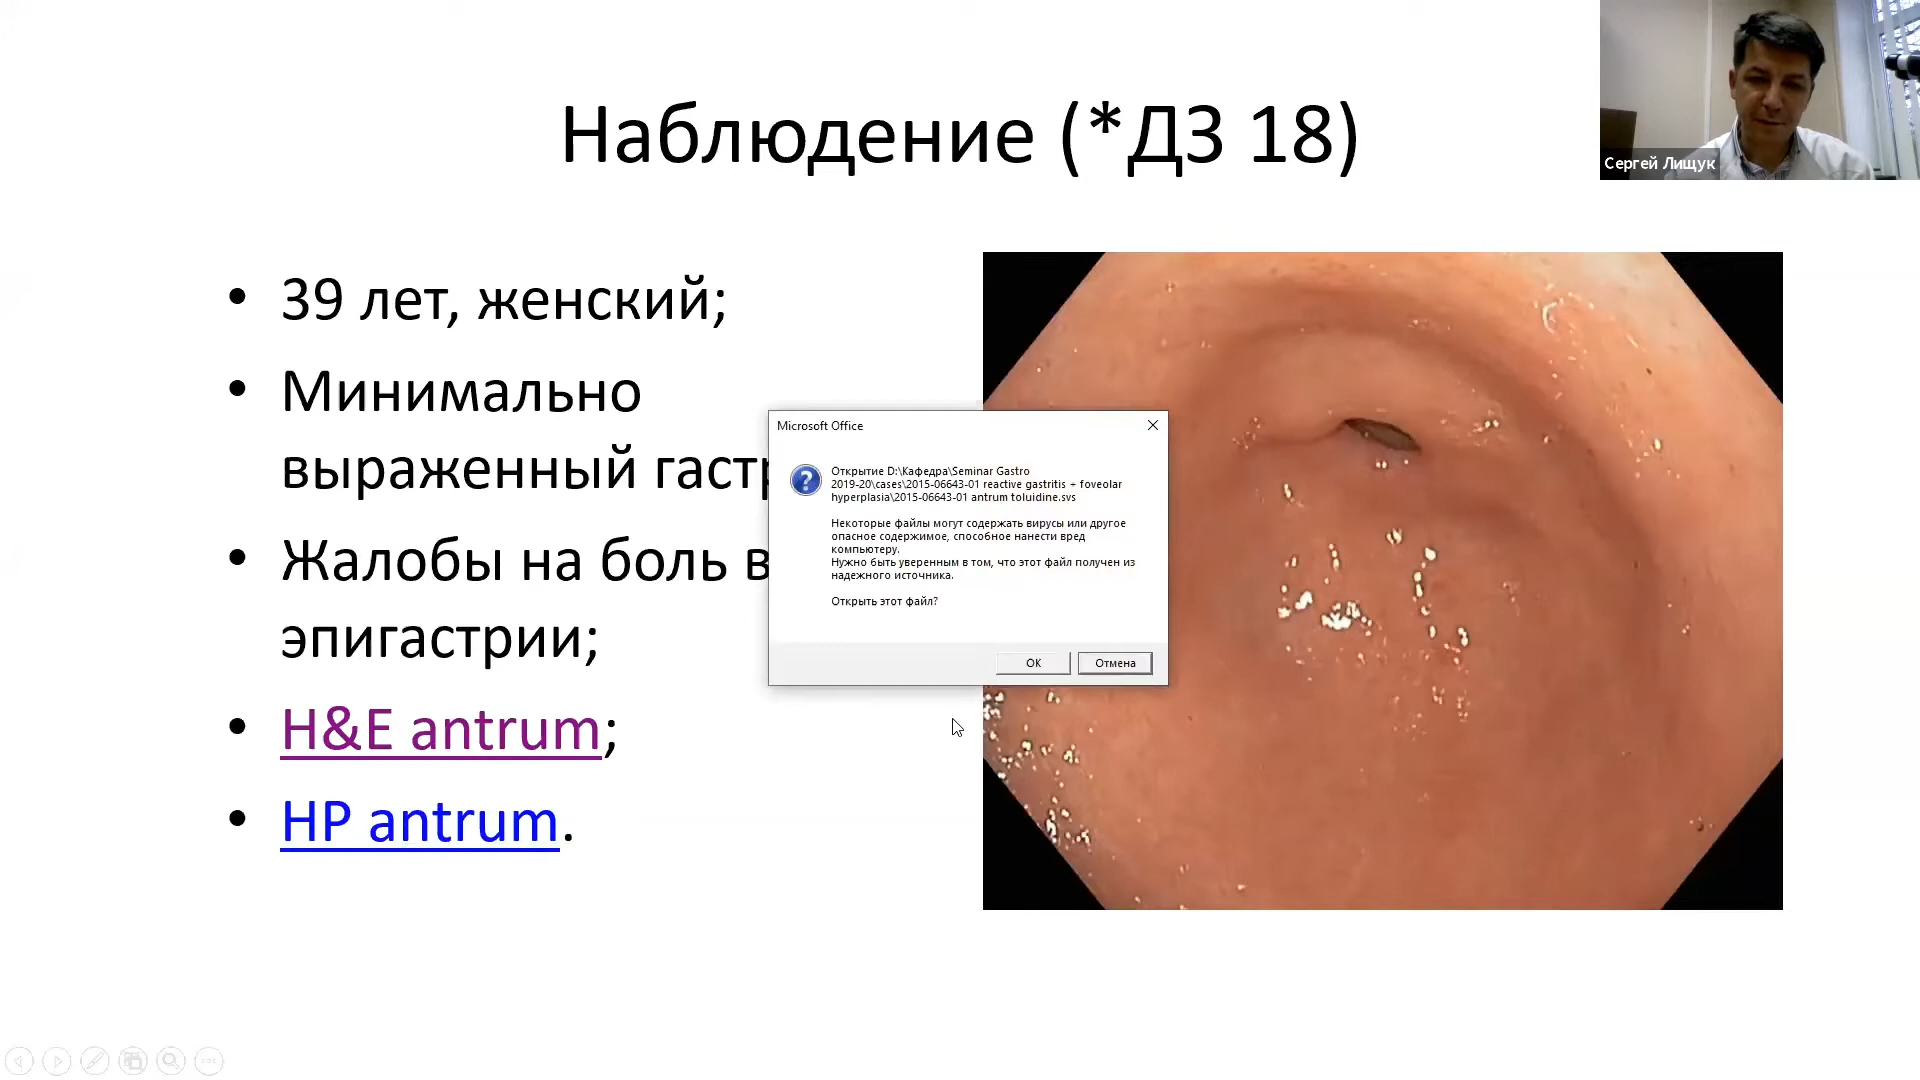 Наблюдение (*ДЗ 18)
Сергей Лищук
• 39 лет, женский;
• Минимально
выраженный
• Жалобы на боль в
эпигастрии;
• H&E antrum;
• HP antrum.
Microsoft Office
Открытие D:\Кафедра\Seminar Gastro
2019-20\cases\2015-06643-01 reactive gastritis + foveolar
hyperplasia\2015-06643-01 antrum toluidine.svs
Некоторые файлы могут содержать вирусы или другое
опасное содержимое, способное нанести вред
компьютеру.
Нужно быть уверенным в том, что этот файл получен из
надежного источника.
Открыть этот файл?
ОК
Отмена